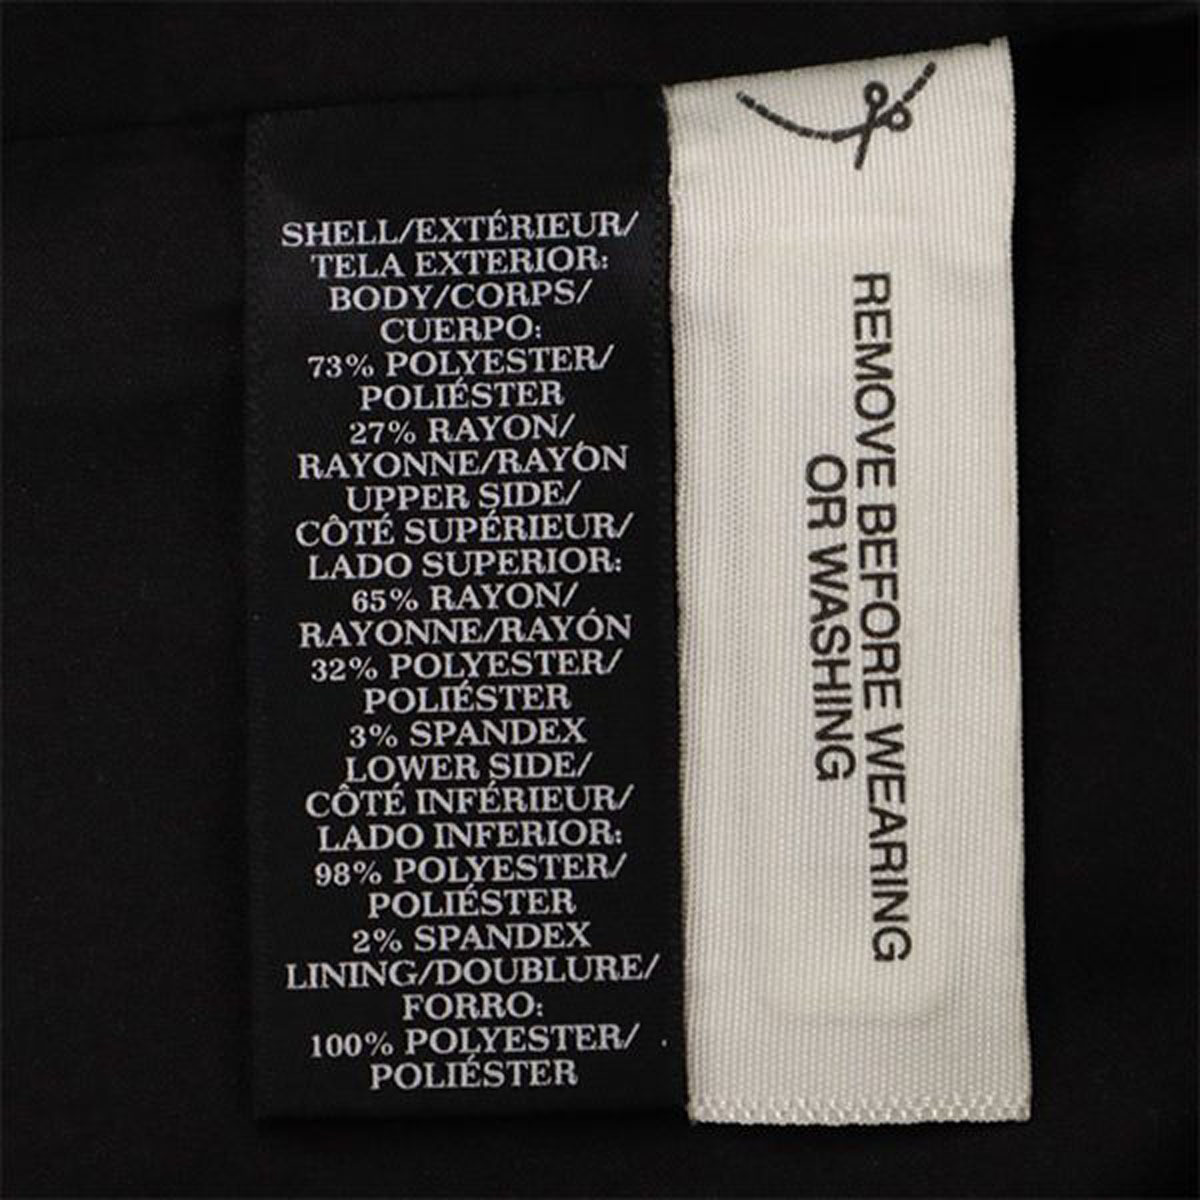 SHELL/EXTÉRIEUR/
TELA EXTERIOR:
BODY/CORPS/
CUERPO:
73% POLYESTER/
POLIÉSTER
27% RAYON/
RAYONNE/RAYÓN
UPPER SIDE/
CÔTÉ SUPÉRIEUR/
LADO SUPERIOR:
65% RAYON/
RAYONNE/RAYÓN
32% POLYESTER/
POLIÉSTER
3% SPANDEX
LOWER SIDE/
CÔTÉ INFÉRIEUR/
LADO INFERIOR:
98% POLYESTER/
POLIÉSTER
2% SPANDEX
LINING/DOUBLURE/
FORRO:
100% POLYESTER/
POLIÉSTER
REMOVE BEFORE WEARING
OR WASHING